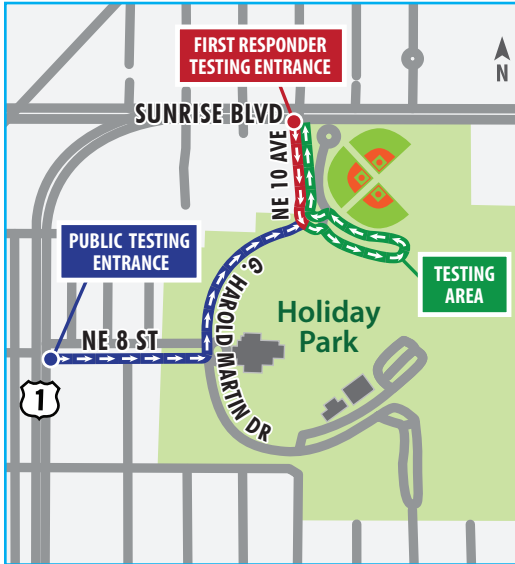 FIRST RESPONDER
TESTING ENTRANCE
N
SUNRISE BLVD
NE 10 AVE
PUBLIC TESTING
ENTRANCE
TESTING
AREA
G. HAROLD MARTIN DR
Holiday
Park
NE 8 ST
1